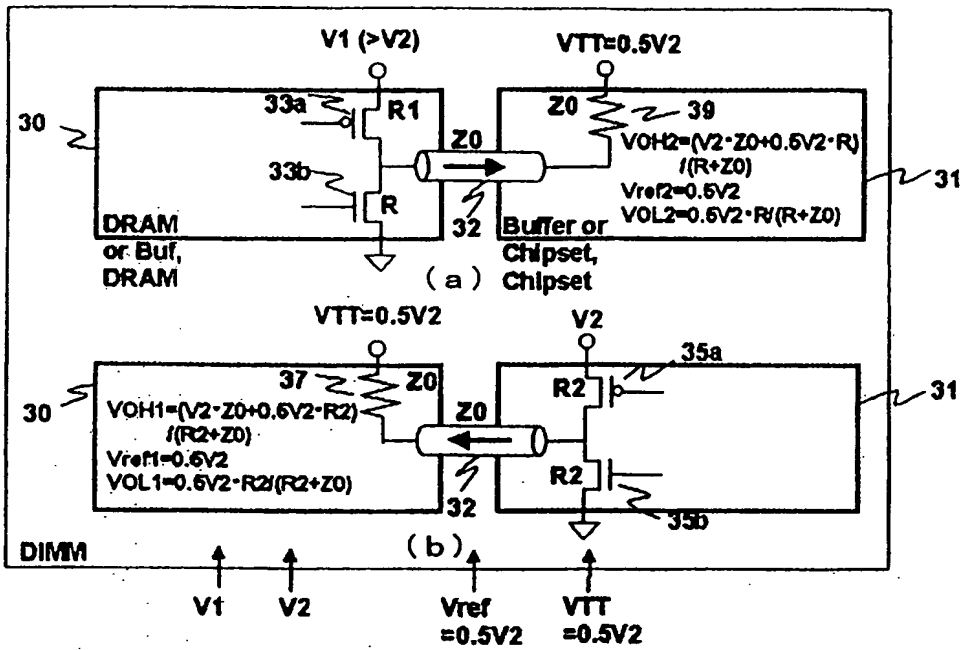 V1 (>V2)
VTT=0.5V2
30
33a
R1
Z0
39
Z0
VOH2=(V2·Z0+0.5V2·R)
/(R+Z0)
Vref2=0.5V2
VOL2=0.5V2·R/(R+Z0)
31
33b
R
32
DRAM
or Buf,
DRAM
Buffer or
Chipset,
Chipset
(a)
VTT=0.5V2
V2
30
37
Z0
VOH1=(V2·Z0+0.5V2·R2)
/(R2+Z0)
Vref1=0.5V2
VOL1=0.5V2·R2/(R2+Z0)
Z0
32
R2
35a
R2
35b
31
DIMM
(b)
V1
V2
Vref
=0.5V2
VTT
=0.5V2